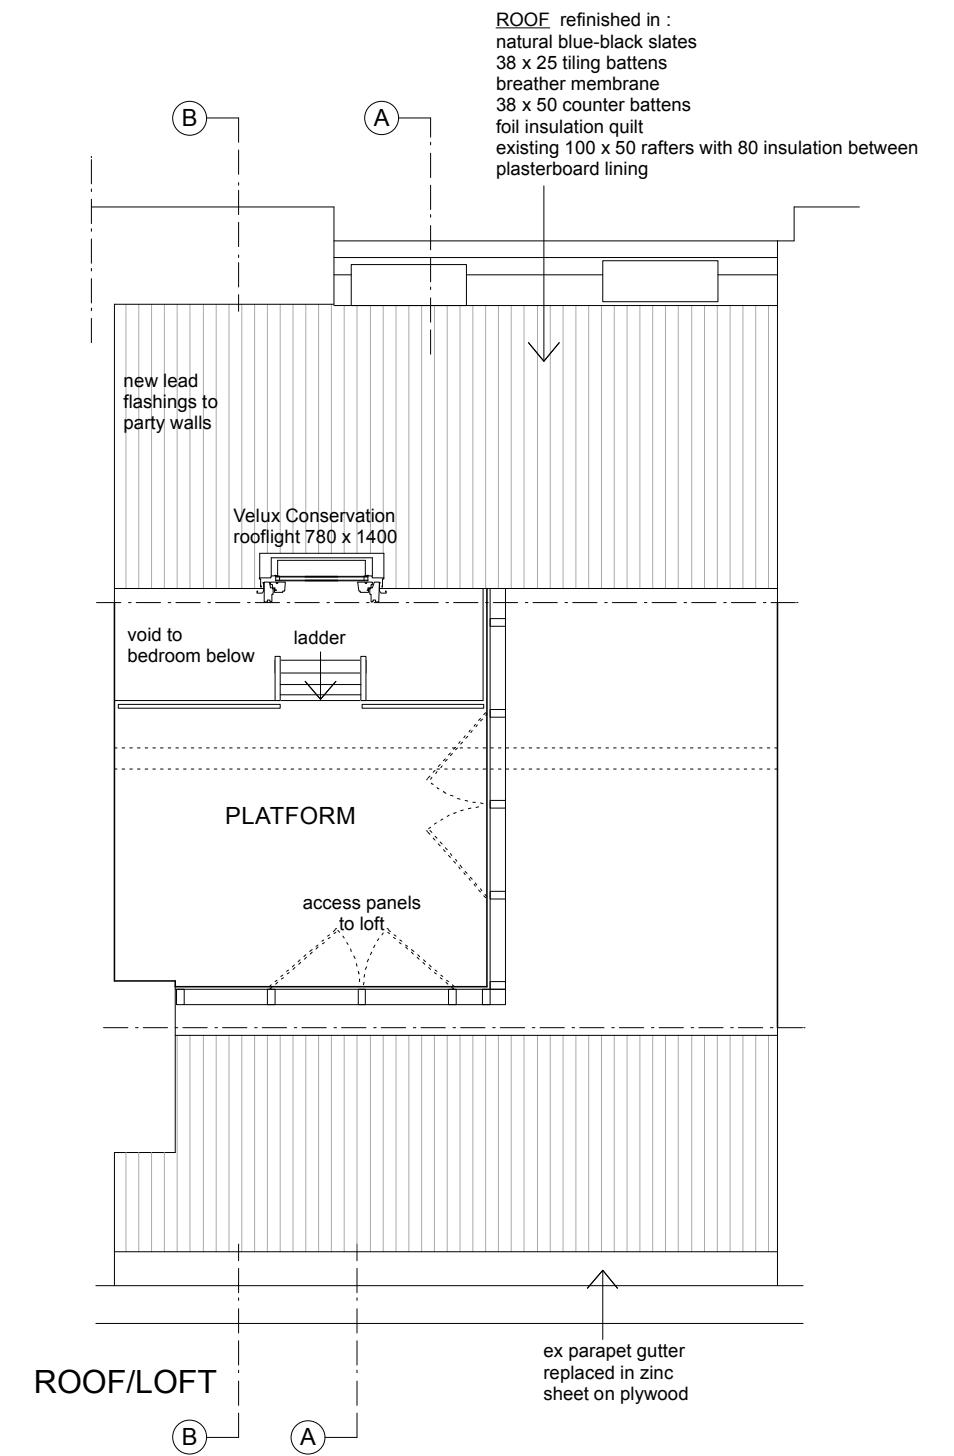 ROOF refinished in :
natural blue-black slates
38 x 25 tiling battens
breather membrane
38 x 50 counter battens
foil insulation quilt
existing 100 x 50 rafters with 80 insulation between
plasterboard lining
B
A
new lead
flashings to
party walls
Velux Conservation
rooflight 780 x 1400
void to
bedroom below
ladder
PLATFORM
access panels
to loft
ex parapet gutter
replaced in zinc
sheet on plywood
ROOF/LOFT
B
A